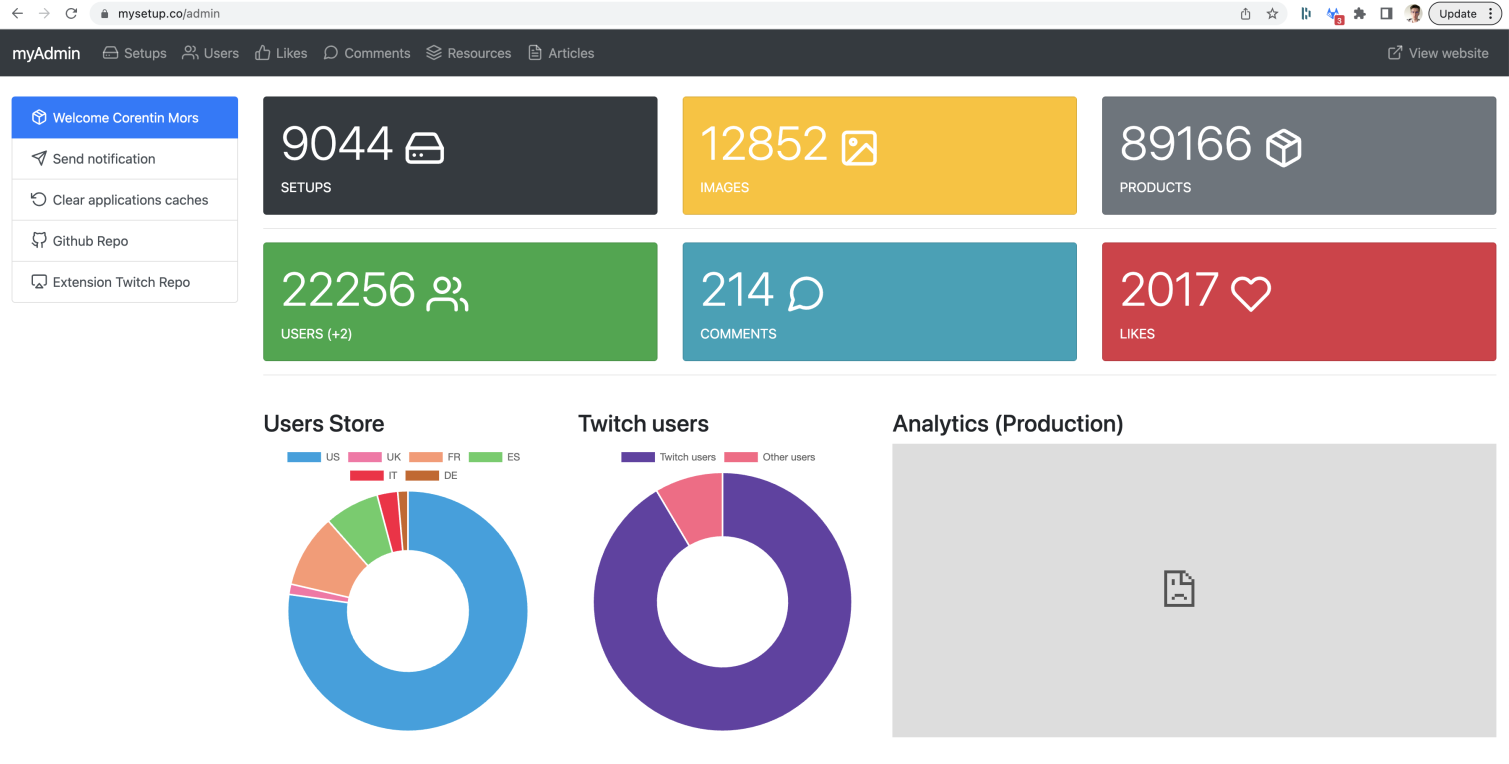 mysetup.co/admin
3
Update
myAdmin Setups Users Likes Comments Resources Articles View website
Welcome Corentin Mors
Send notification
Clear applications caches
Github Repo
Extension Twitch Repo
9044
SETUPS
12852
IMAGES
89166
PRODUCTS
22256
USERS (+2)
214
COMMENTS
2017
LIKES
Users Store
US UK FR ES
IT DE
Twitch users
Twitch users Other users
Analytics (Production)